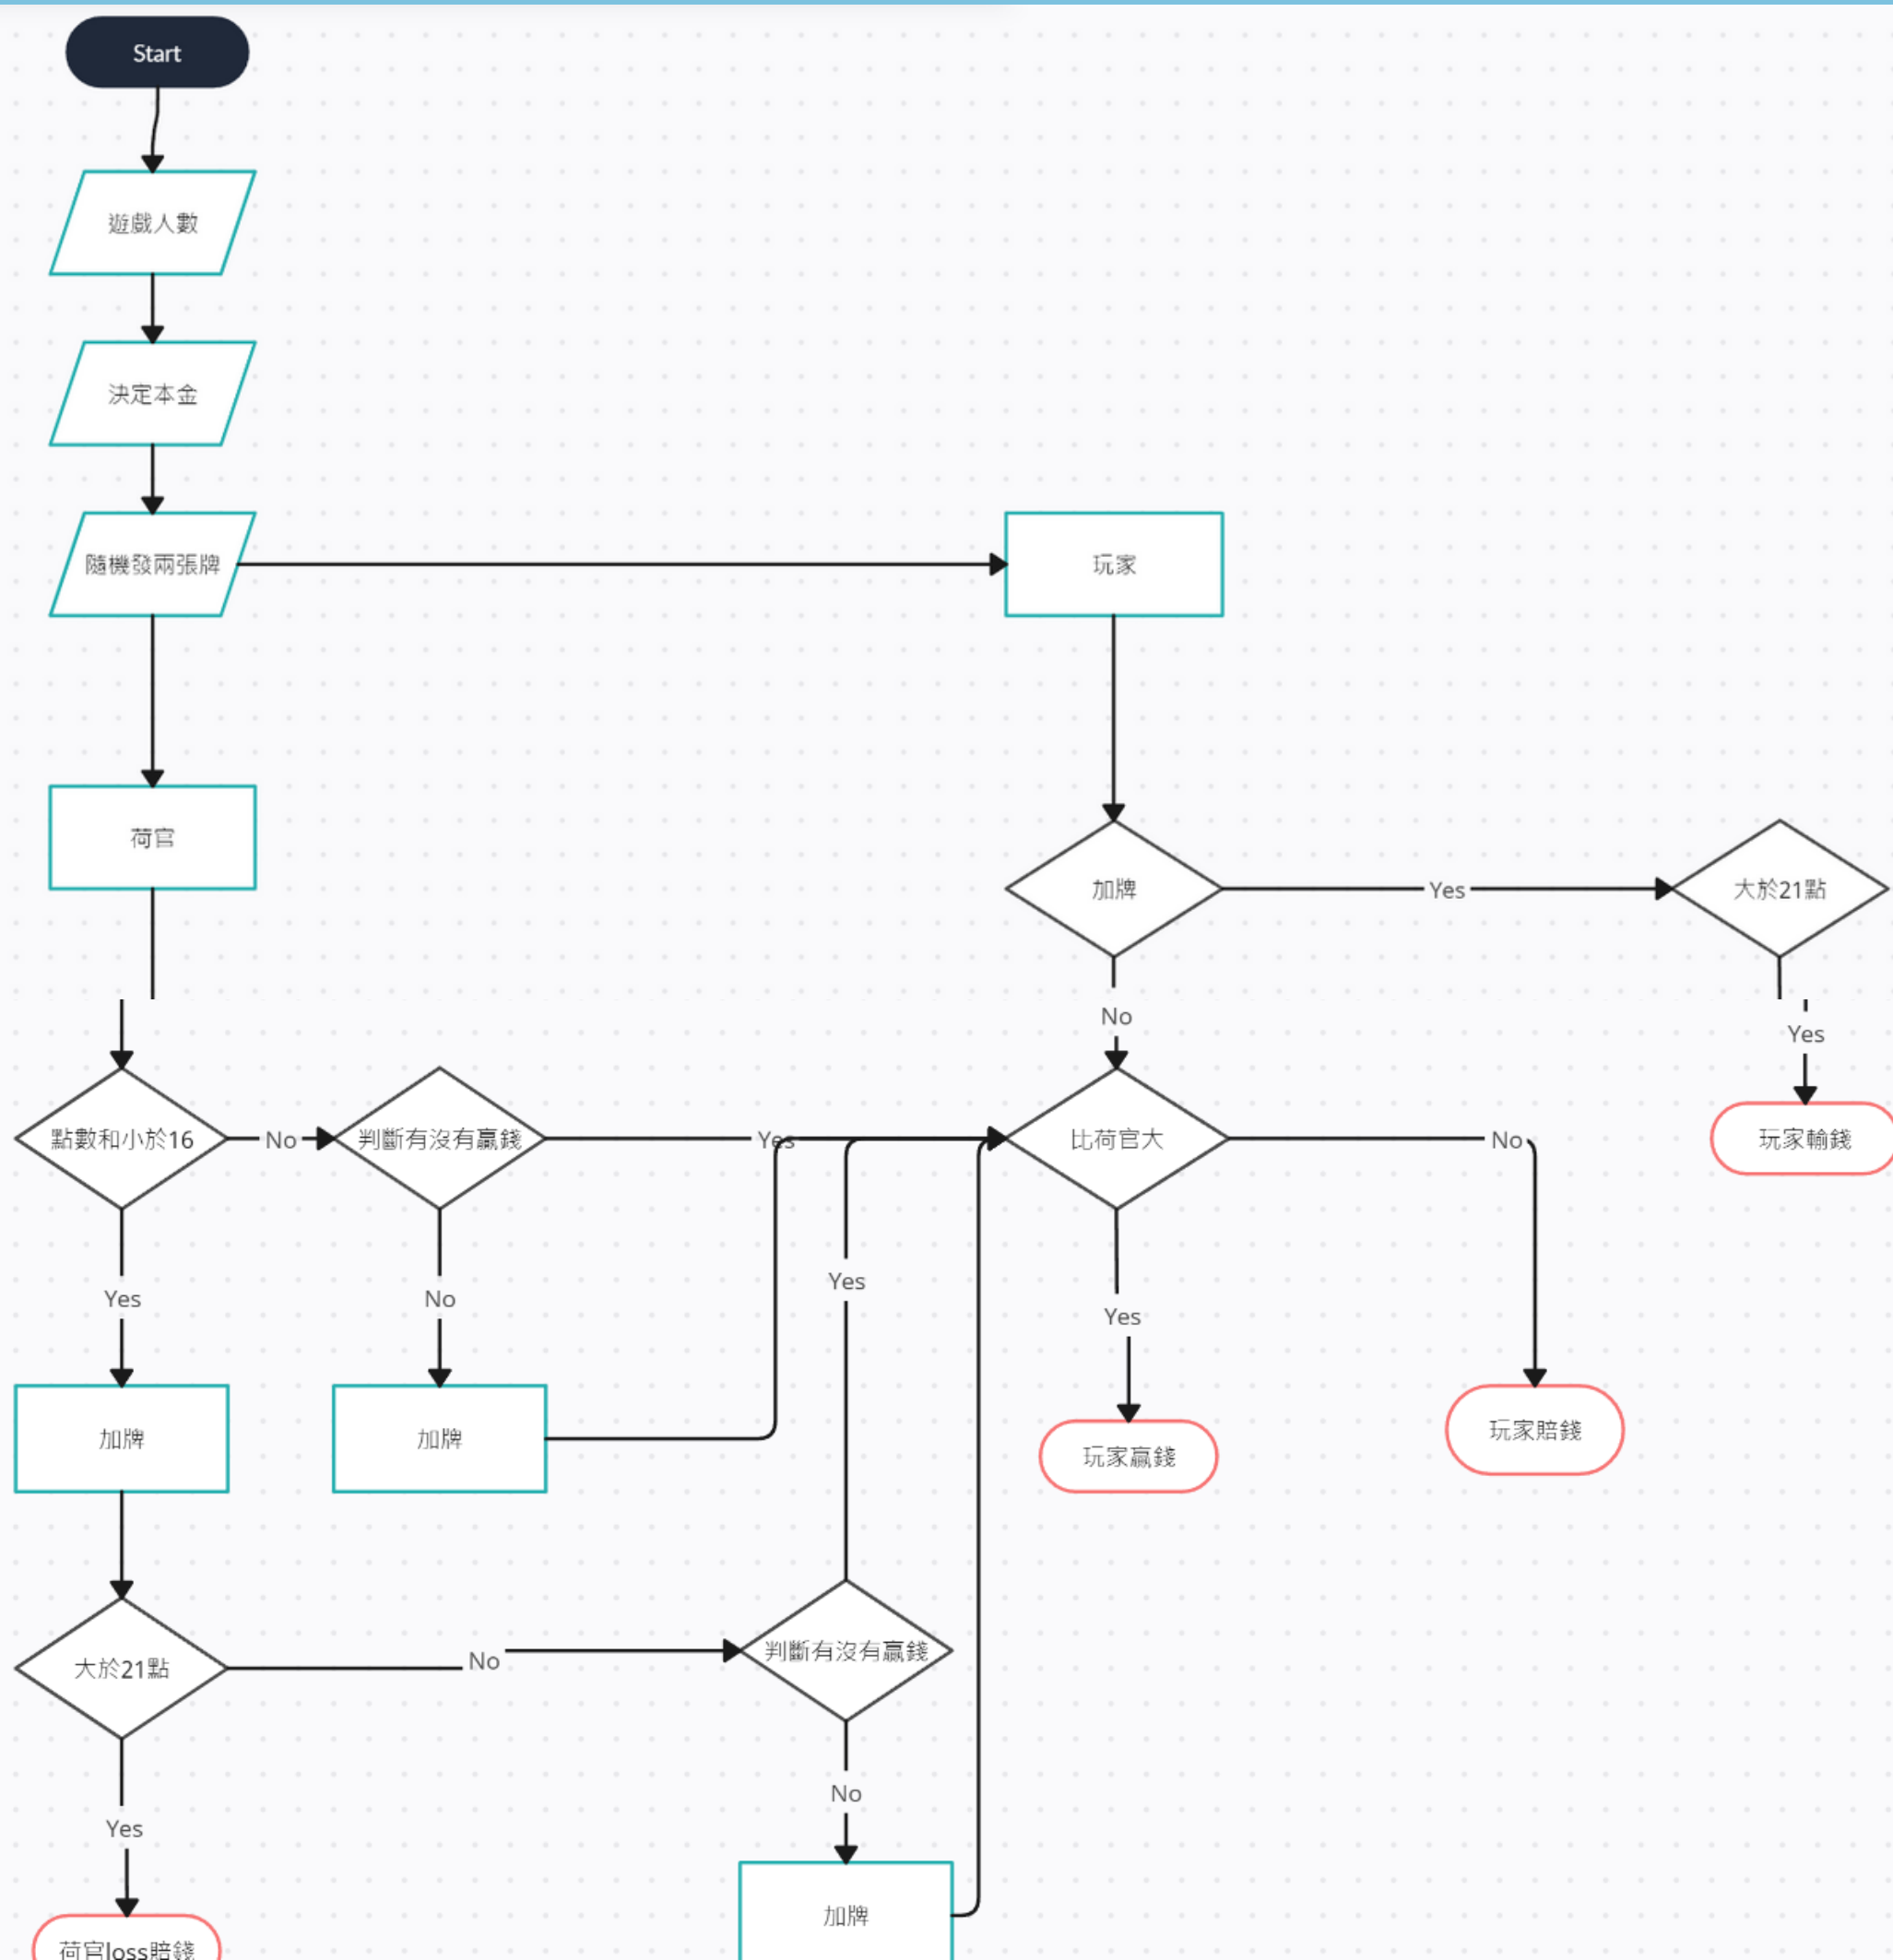 Start
遊戲人數
決定本金
隨機發兩張牌
玩家
荷官
加牌
Yes
大於21點
No
Yes
點數和小於16
No
判斷有沒有贏錢
Yes
比荷官大
No
玩家輸錢
Yes
No
Yes
Yes
加牌
加牌
玩家贏錢
玩家賠錢
大於21點
No
判斷有沒有贏錢
Yes
No
加牌
荷官loss賠錢